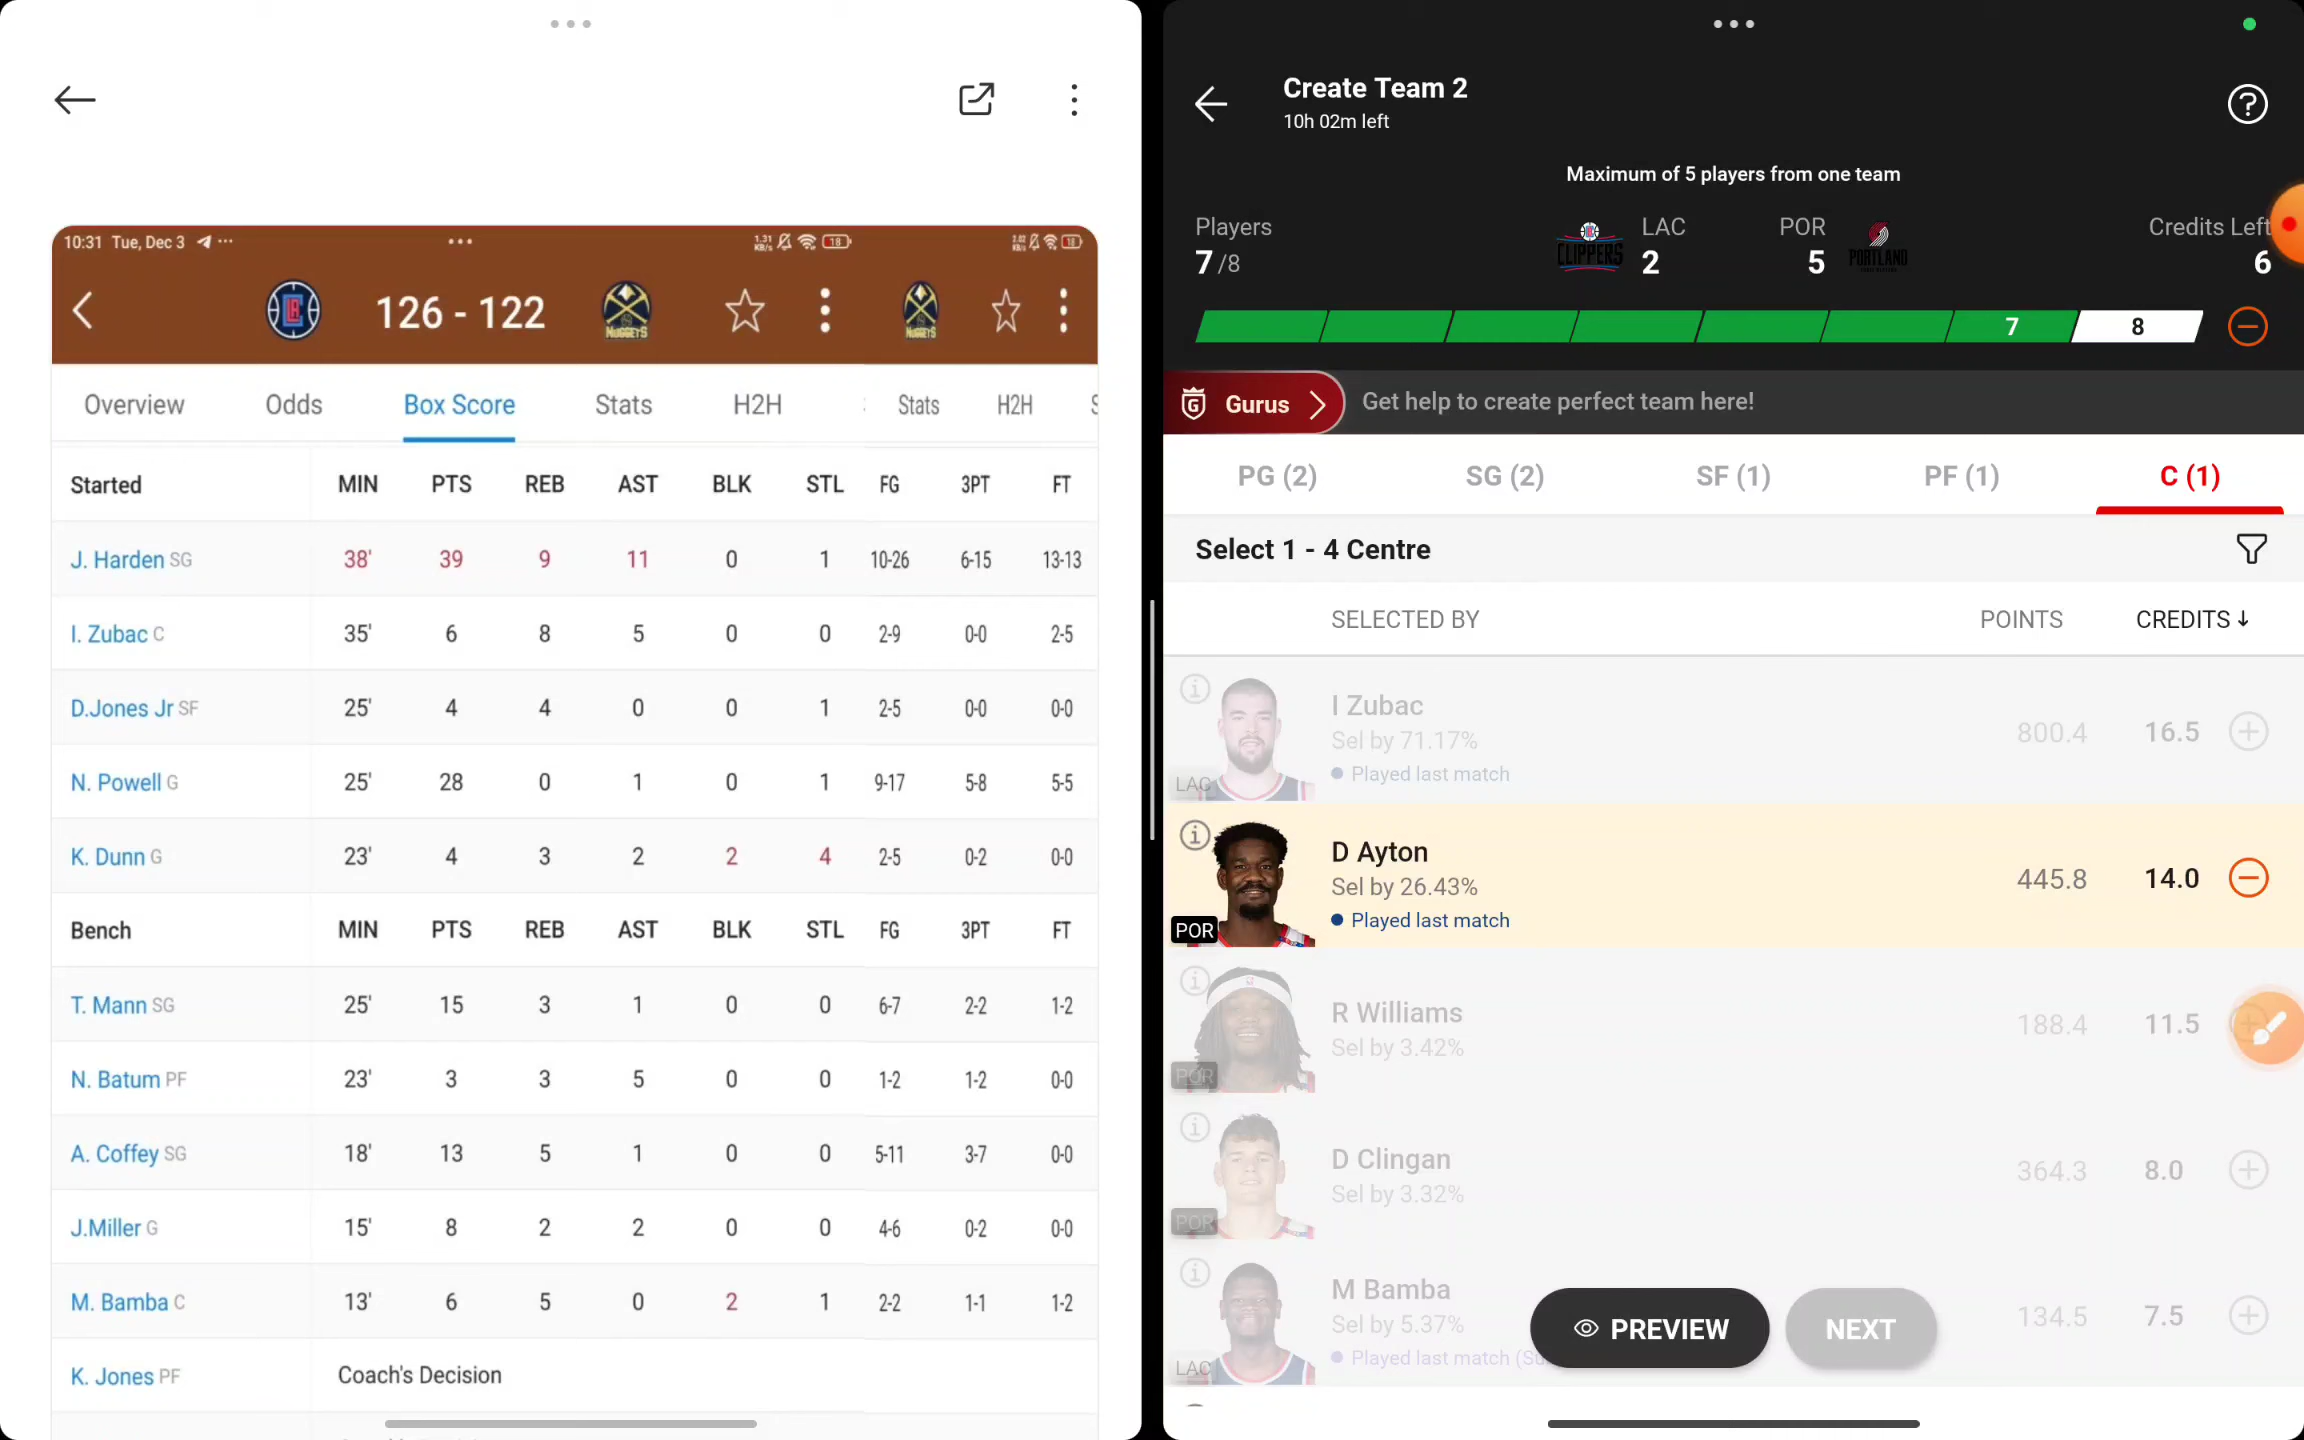 10:31 Tue, Dec 3
1.31 KB/s 18
18
126 - 122
NUGGETS
NUGGETS
Overview Odds Box Score Stats H2H Stats H2H S
Started MIN PTS REB AST BLK STL FG 3PT FT
J. Harden SG 38' 39 9 11 0 1 10-26 6-15 13-13
I. Zubac C 35' 6 8 5 0 0 2-9 0-0 2-5
D.Jones Jr SF 25' 4 4 0 0 1 2-5 0-0 0-0
N. Powell G 25' 28 0 1 0 1 9-17 5-8 5-5
K. Dunn G 23' 4 3 2 2 4 2-5 0-2 0-0
Bench MIN PTS REB AST BLK STL FG 3PT FT
T. Mann SG 25' 15 3 1 0 0 6-7 2-2 1-2
N. Batum PF 23' 3 3 5 0 0 1-2 1-2 0-0
A. Coffey SG 18' 13 5 1 0 0 5-11 3-7 0-0
J.Miller G 15' 8 2 2 0 0 4-6 0-2 0-0
M. Bamba C 13' 6 5 0 2 1 2-2 1-1 1-2
K. Jones PF Coach's Decision
Create Team 2
10h 02m left
Maximum of 5 players from one team
Players LAC POR Credits Left
7 /8 CLIPPERS 2 5 PORTLAND 6
7 8
G Gurus Get help to create perfect team here!
PG (2) SG (2) SF (1) PF (1) C (1)
Select 1 - 4 Centre
SELECTED BY POINTS CREDITS ↓
I Zubac
Sel by 71.17% 800.4 16.5
Played last match
LAC
D Ayton
Sel by 26.43% 445.8 14.0
Played last match
POR
R Williams
Sel by 3.42% 188.4 11.5
POR
D Clingan
Sel by 3.32% 364.3 8.0
POR
M Bamba
Sel by 5.37% 134.5 7.5
Played last match (Su
LAC
PREVIEW NEXT